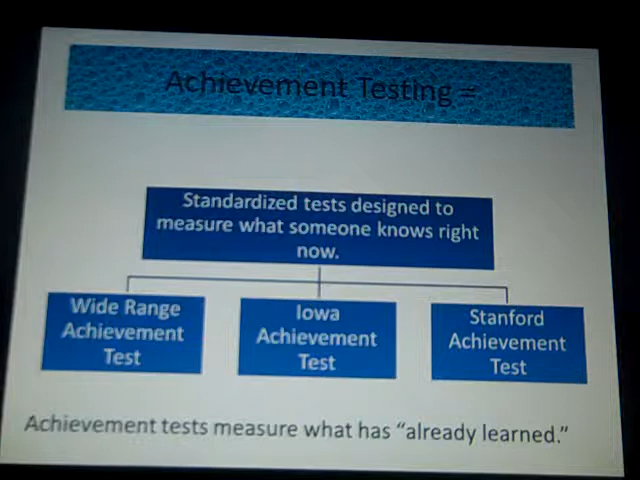 Achievement Testing =
Standardized tests designed to
measure what someone knows right
now.
Wide Range
Achievement
Test
Iowa
Achievement
Test
Stanford
Achievement
Test
Achievement tests measure what has “already learned.”